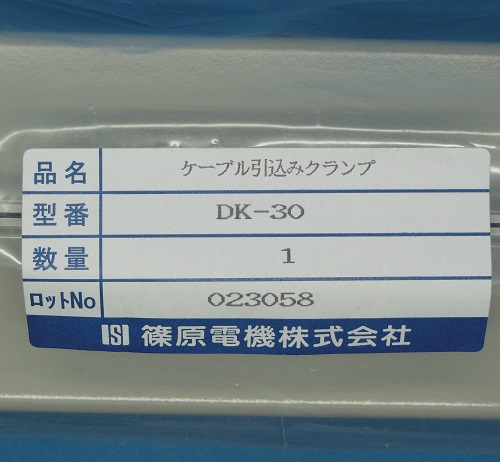 品名 ケーブル引込みクランプ
型番 DK-30
数量 1
ロットNo 023058
ISI 篠原電機株式会社